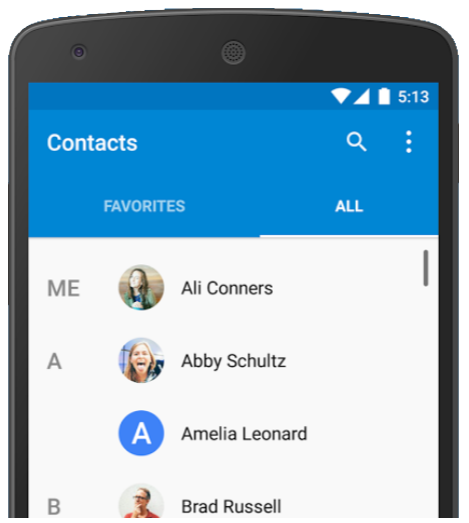 5:13
Contacts
FAVORITES ALL
ME Ali Conners
A Abby Schultz
A Amelia Leonard
B Brad Russell